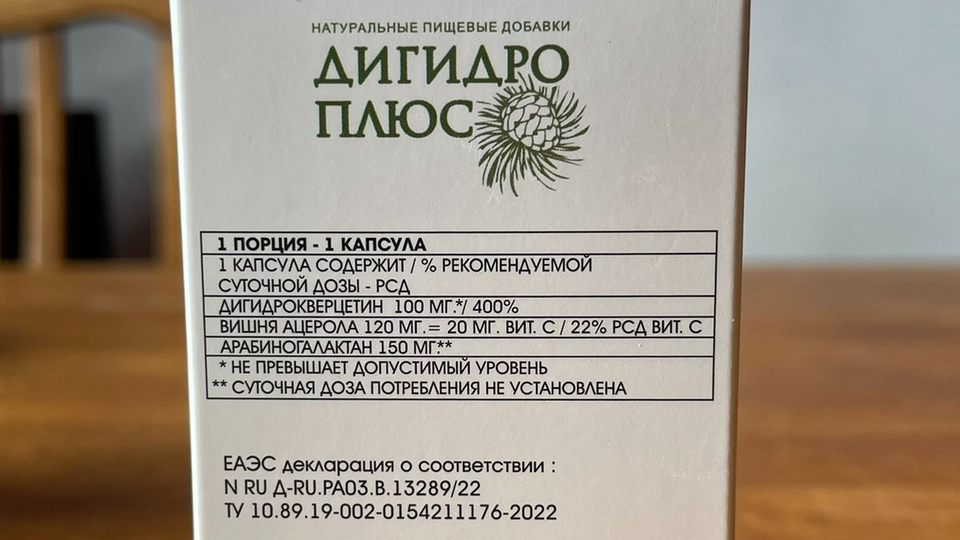 НАТУРАЛЬНЫЕ ПИЩЕВЫЕ ДОБАВКИ
ДИГИДРО
ПЛЮС
1 ПОРЦИЯ - 1 КАПСУЛА
1 КАПСУЛА СОДЕРЖИТ / % РЕКОМЕНДУЕМОЙ
СУТОЧНОЙ ДОЗЫ - РСД
ДИГИДРОКВЕРЦЕТИН 100 МГ.*/ 400%
ВИШНЯ АЦЕРОЛА 120 МГ.= 20 МГ. ВИТ. С / 22% РСД ВИТ. С
АРАБИНОГАЛАКТАН 150 МГ.**
* НЕ ПРЕВЫШАЕТ ДОПУСТИМЫЙ УРОВЕНЬ
** СУТОЧНАЯ ДОЗА ПОТРЕБЛЕНИЯ НЕ УСТАНОВЛЕНА
ЕАЭС декларация о соответствии :
N RU Д-RU.РА03.В.13289/22
ТУ 10.89.19-002-0154211176-2022